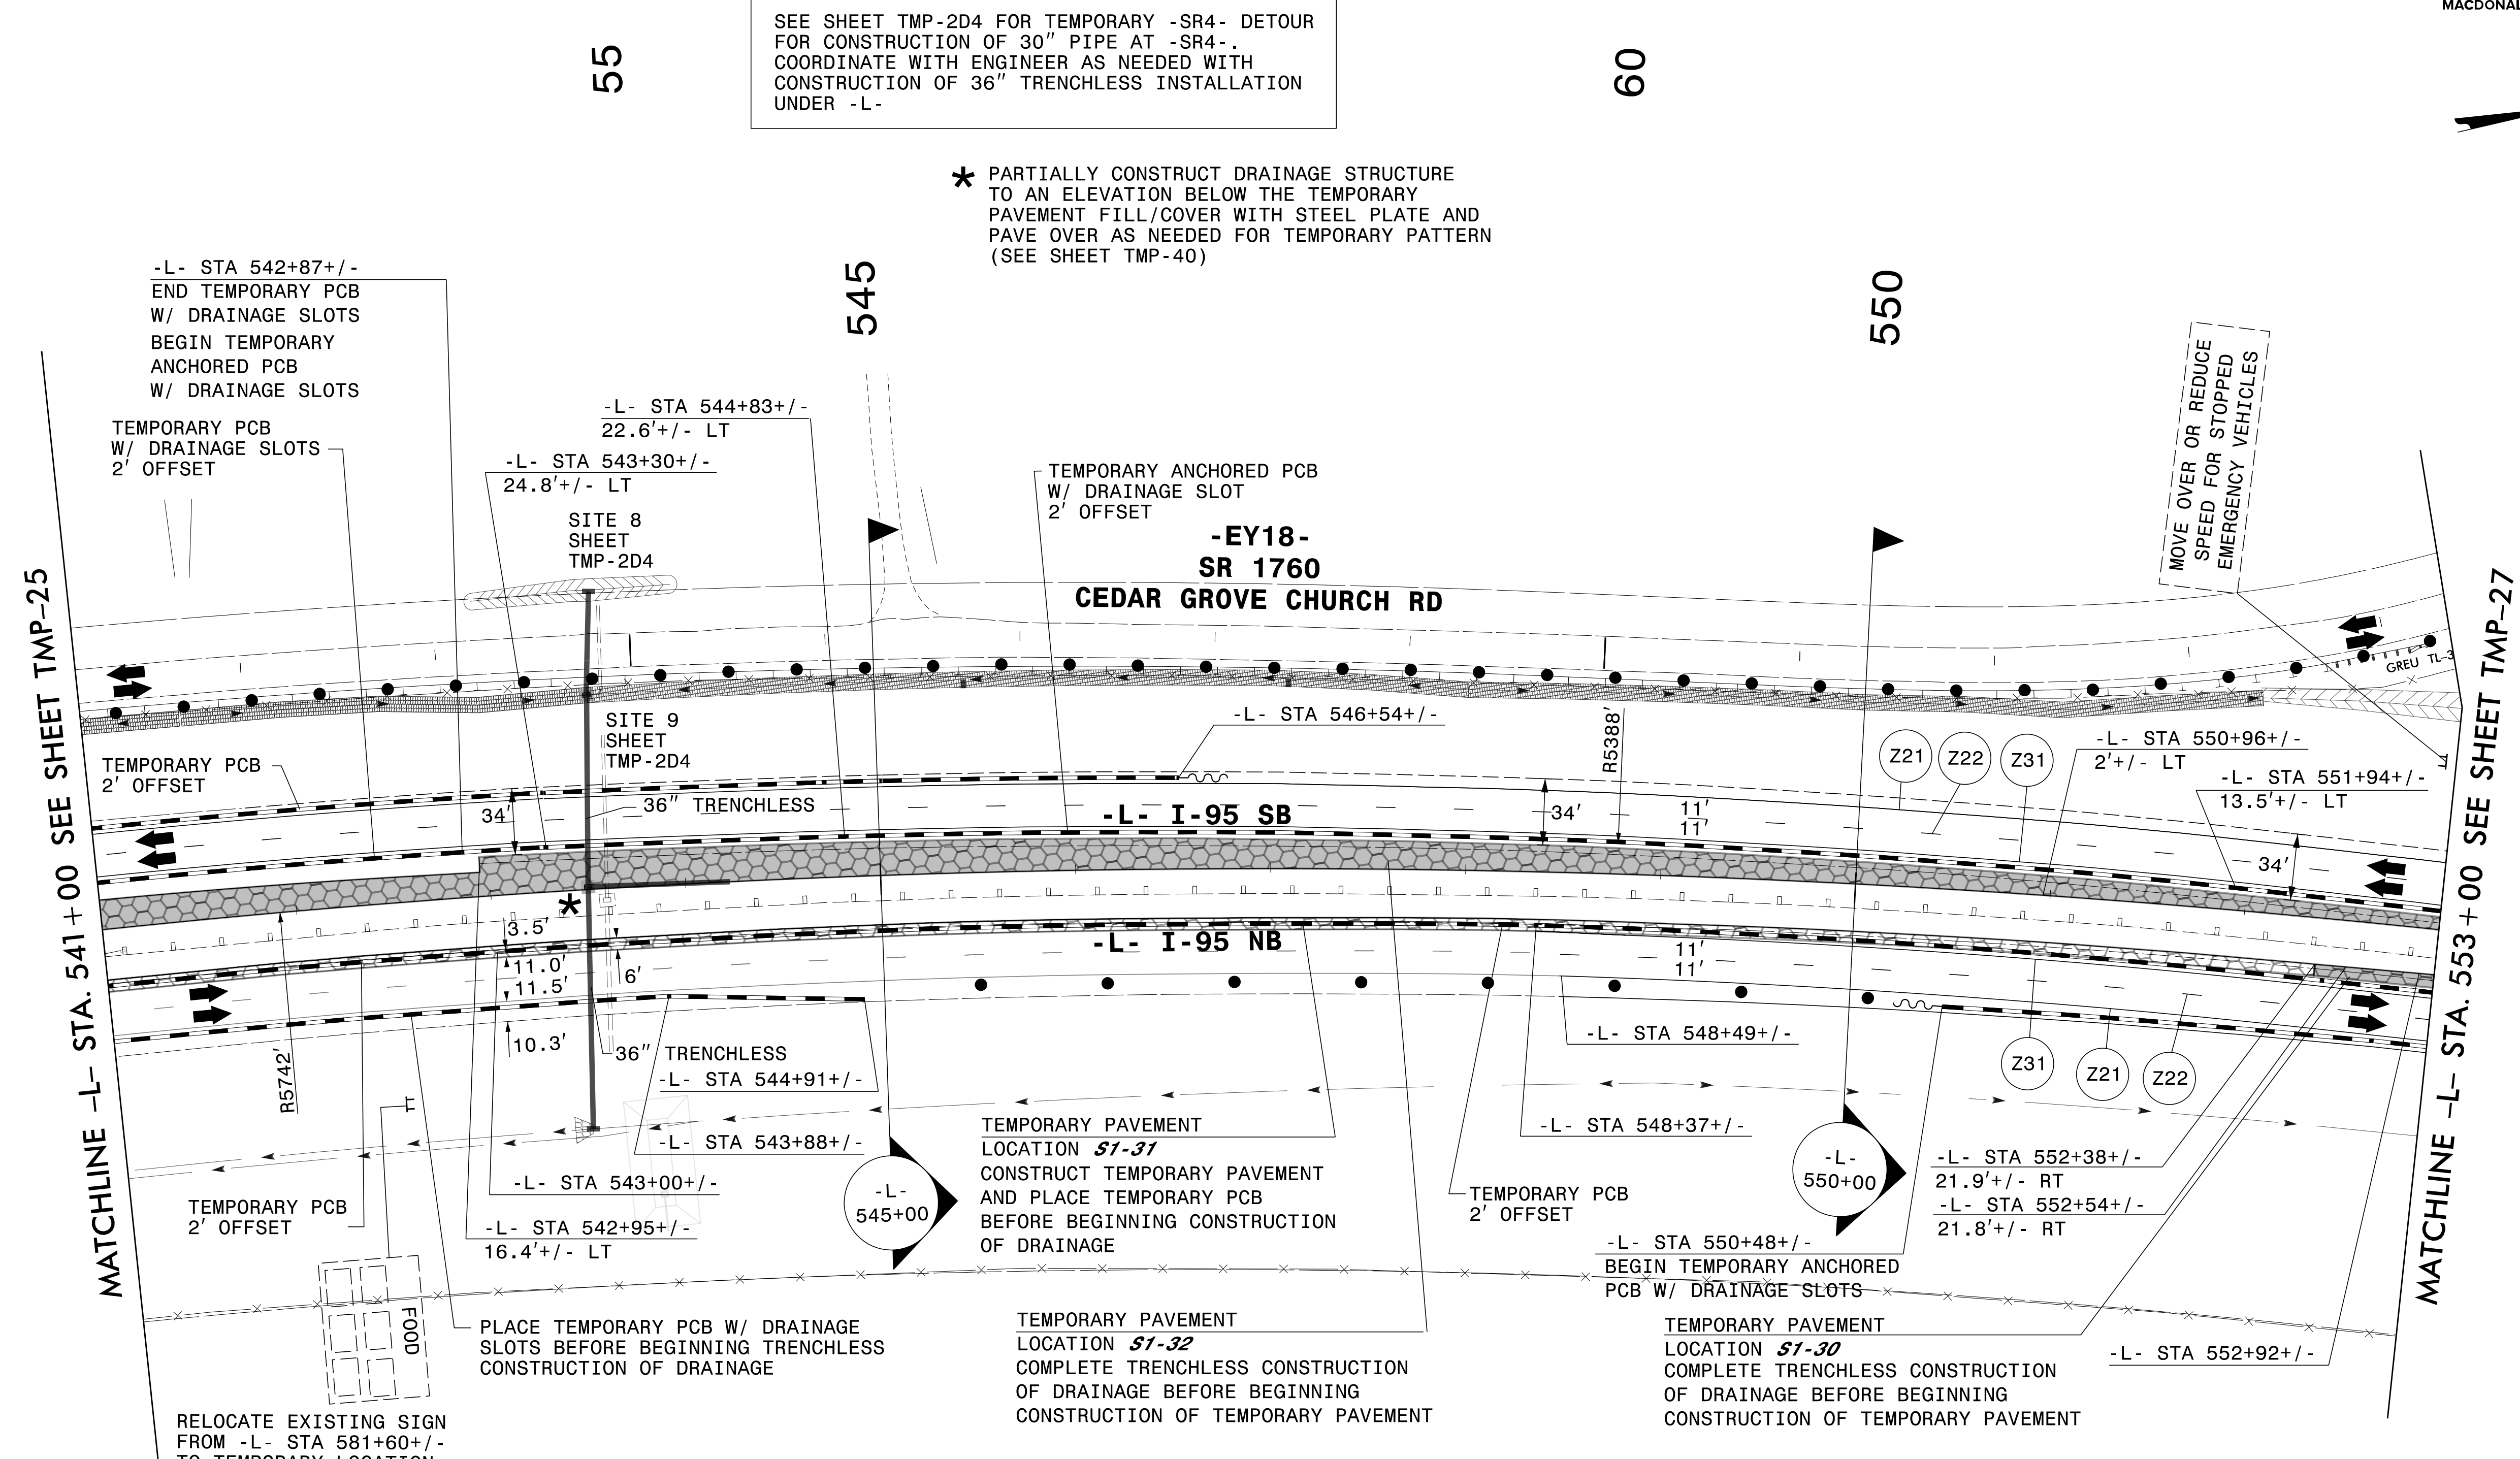 MACDONAL
SEE SHEET TMP-2D4 FOR TEMPORARY -SR4- DETOUR
FOR CONSTRUCTION OF 30" PIPE AT -SR4-.
COORDINATE WITH ENGINEER AS NEEDED WITH
CONSTRUCTION OF 36" TRENCHLESS INSTALLATION
UNDER -L-
55
60
* PARTIALLY CONSTRUCT DRAINAGE STRUCTURE
TO AN ELEVATION BELOW THE TEMPORARY
PAVEMENT FILL/COVER WITH STEEL PLATE AND
PAVE OVER AS NEEDED FOR TEMPORARY PATTERN
(SEE SHEET TMP-40)
-L- STA 542+87+/-
END TEMPORARY PCB
W/ DRAINAGE SLOTS
BEGIN TEMPORARY
ANCHORED PCB
W/ DRAINAGE SLOTS
TEMPORARY PCB
W/ DRAINAGE SLOTS
2' OFFSET
545
550
-L- STA 544+83+/-
22.6'+/- LT
-L- STA 543+30+/-
24.8'+/- LT
SITE 8
SHEET
TMP-2D4
TEMPORARY ANCHORED PCB
W/ DRAINAGE SLOT
2' OFFSET
MOVE OVER OR REDUCE
SPEED FOR STOPPED
EMERGENCY VEHICLES
-EY18-
SR 1760
CEDAR GROVE CHURCH RD
GREU TL-3
MATCHLINE -L- STA. 541+00 SEE SHEET TMP-25
MATCHLINE -L- STA. 553+00 SEE SHEET TMP-27
SITE 9
SHEET
TMP-2D4
-L- STA 546+54+/-
R5388'
Z21
Z22
Z31
-L- STA 550+96+/-
2'+/- LT
-L- STA 551+94+/-
13.5'+/- LT
TEMPORARY PCB
2' OFFSET
34'
36" TRENCHLESS
-L- I-95 SB
34'
11'
11'
34'
*
3.5'
11.0'
11.5'
6'
10.3'
-L- I-95 NB
11'
11'
R5742'
36" TRENCHLESS
-L- STA 544+91+/-
-L- STA 543+88+/-
-L- STA 543+00+/-
-L- STA 542+95+/-
16.4'+/- LT
TEMPORARY PCB
2' OFFSET
-L- STA 548+49+/-
-L- STA 548+37+/-
Z31
Z21
Z22
-L-
545+00
-L-
550+00
TEMPORARY PAVEMENT
LOCATION S1-31
CONSTRUCT TEMPORARY PAVEMENT
AND PLACE TEMPORARY PCB
BEFORE BEGINNING CONSTRUCTION
OF DRAINAGE
TEMPORARY PCB
2' OFFSET
-L- STA 552+38+/-
21.9'+/- RT
-L- STA 552+54+/-
21.8'+/- RT
-L- STA 550+48+/-
BEGIN TEMPORARY ANCHORED
PCB W/ DRAINAGE SLOTS
FOOD
PLACE TEMPORARY PCB W/ DRAINAGE
SLOTS BEFORE BEGINNING TRENCHLESS
CONSTRUCTION OF DRAINAGE
TEMPORARY PAVEMENT
LOCATION S1-32
COMPLETE TRENCHLESS CONSTRUCTION
OF DRAINAGE BEFORE BEGINNING
CONSTRUCTION OF TEMPORARY PAVEMENT
TEMPORARY PAVEMENT
LOCATION S1-30
COMPLETE TRENCHLESS CONSTRUCTION
OF DRAINAGE BEFORE BEGINNING
CONSTRUCTION OF TEMPORARY PAVEMENT
-L- STA 552+92+/-
RELOCATE EXISTING SIGN
FROM -L- STA 581+60+/-
TO TEMPORARY LOCATION